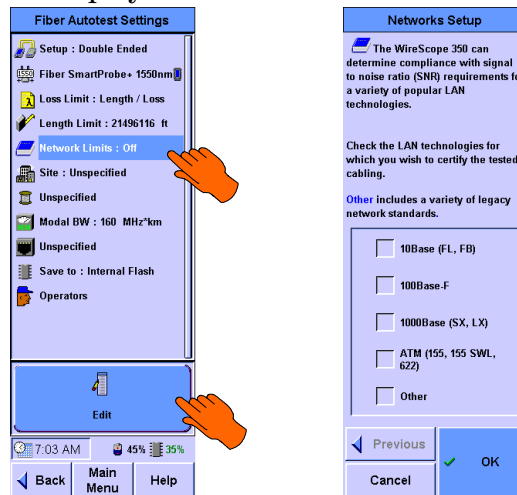 Fiber Autotest Settings
Setup : Double Ended
1550
Fiber SmartProbe+ 1550nm
λ
Loss Limit : Length / Loss
Length Limit : 21496116 ft
Network Limits : Off
Site : Unspecified
Unspecified
Modal BW : 160 MHz*km
Unspecified
Save to : Internal Flash
Operators
Edit
7:03 AM
45%
35%
Back
Main
Menu
Help
Networks Setup
The WireScope 350 can
determine compliance with signal
to noise ratio (SNR) requirements
a variety of popular LAN
technologies.
Check the LAN technologies for
which you wish to certify the tested
cabling.
Other includes a variety of legacy
network standards.
10Base (FL, FB)
100Base-F
1000Base (SX, LX)
ATM (155, 155 SWL,
622)
Other
Previous
Cancel
OK